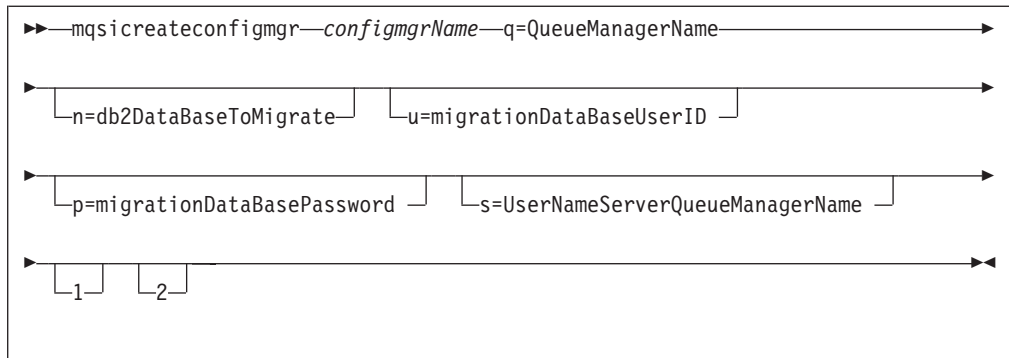 mqsicreateconfigmgr configmgrName q=QueueManagerName
n=db2DataBaseToMigrate u=migrationDataBaseUserID
p=migrationDataBasePassword s=UserNameServerQueueManagerName
1 2